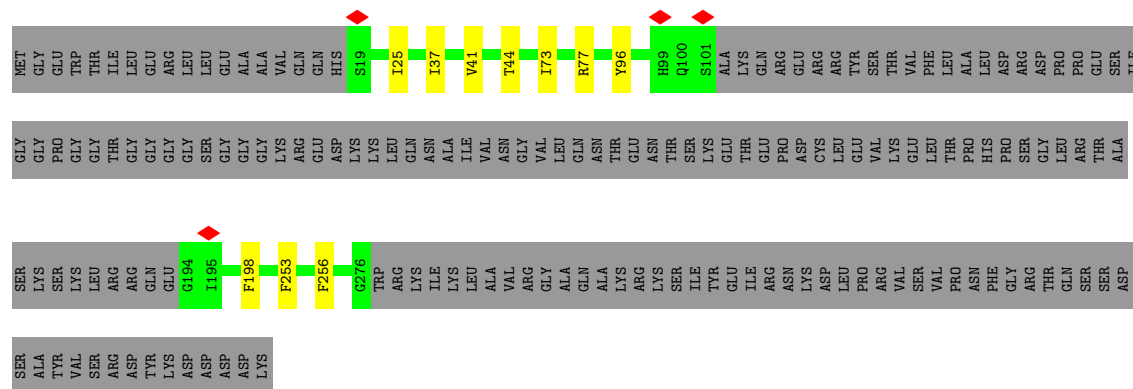 MET GLY GLU TRP THR ILE LEU GLU ARG LEU LEU GLU ALA ALA VAL GLN GLN HIS S19 I25 I37 V41 T44 I73 R77 Y96 H99 Q100 S101 ALA LYS GLN ARG GLU ARG ARG TYR SER THR VAL PHE LEU ALA LEU ASP ARG ASP PRO PRO GLU SER ILE
GLY GLY PRO GLY GLY THR GLY GLY GLY GLY SER GLY GLY GLY LYS ARG GLU ASP LYS LYS LEU GLN ASN ALA ILE VAL ASN GLY VAL LEU GLN ASN THR GLU ASN THR SER LYS GLU THR GLU PRO ASP CYS LEU GLU VAL LYS GLU LEU THR PRO HIS PRO SER GLY LEU ARG THR ALA
SER LYS SER LYS LEU ARG ARG GLN GLU G194 I195 F198 F253 F256 G276 TRP ARG LYS ILE LYS LEU ALA VAL ARG GLY ALA GLN ALA LYS ARG LYS SER ILE TYR GLU ILE ARG ASN LYS ASP LEU PRO ARG VAL SER VAL PRO ASN PHE GLY ARG THR GLN SER SER ASP
SER ALA TYR VAL SER ARG ASP TYR LYS ASP ASP ASP ASP LYS